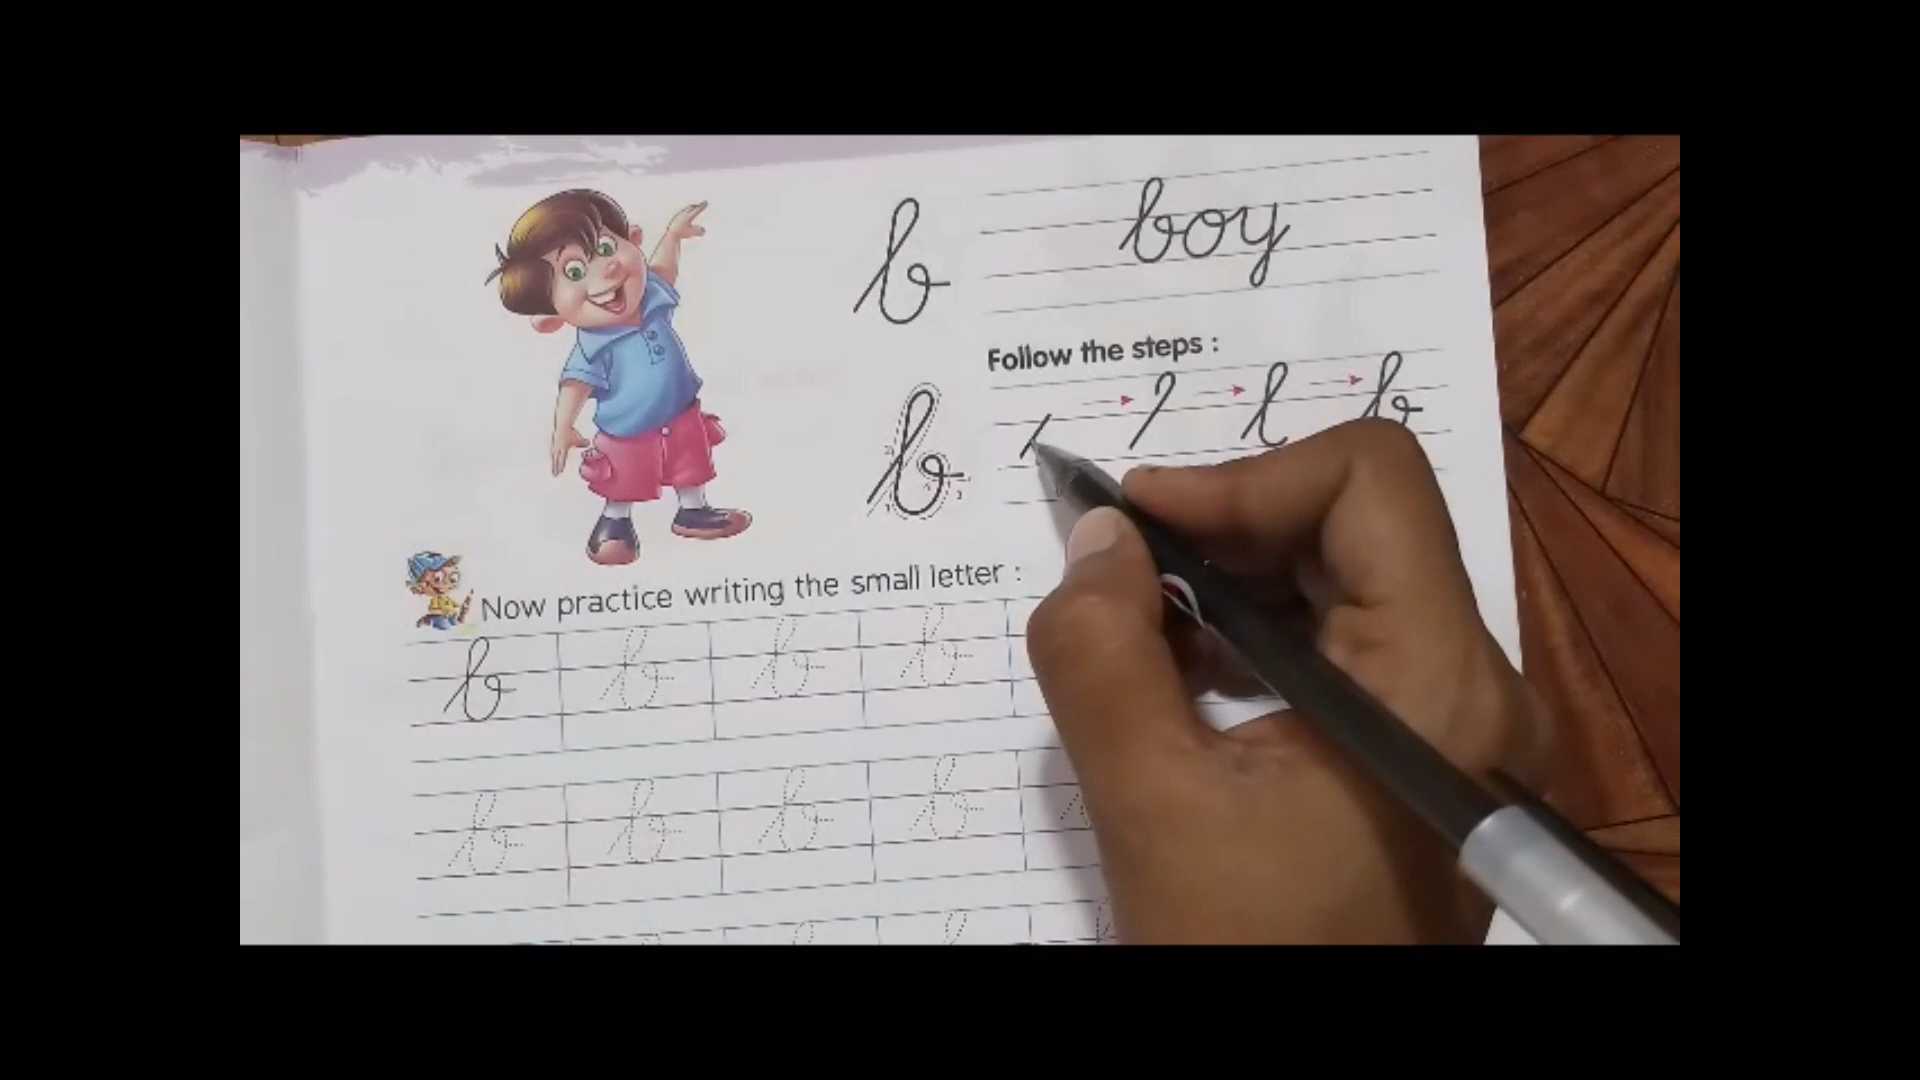 b boy
Follow the steps :
b l b
Now practice writing the small letter :
b b b b
b b b b